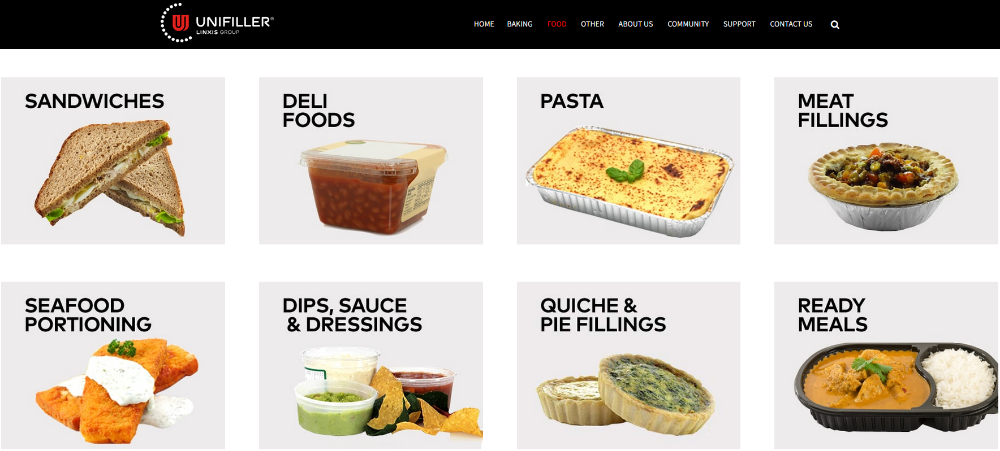 UNIFILLER®
LINXIS GROUP
HOME BAKING FOOD OTHER ABOUT US COMMUNITY SUPPORT CONTACT US
SANDWICHES
DELI
FOODS
PASTA
MEAT
FILLINGS
SEAFOOD
PORTIONING
DIPS, SAUCE
& DRESSINGS
QUICHE &
PIE FILLINGS
READY
MEALS